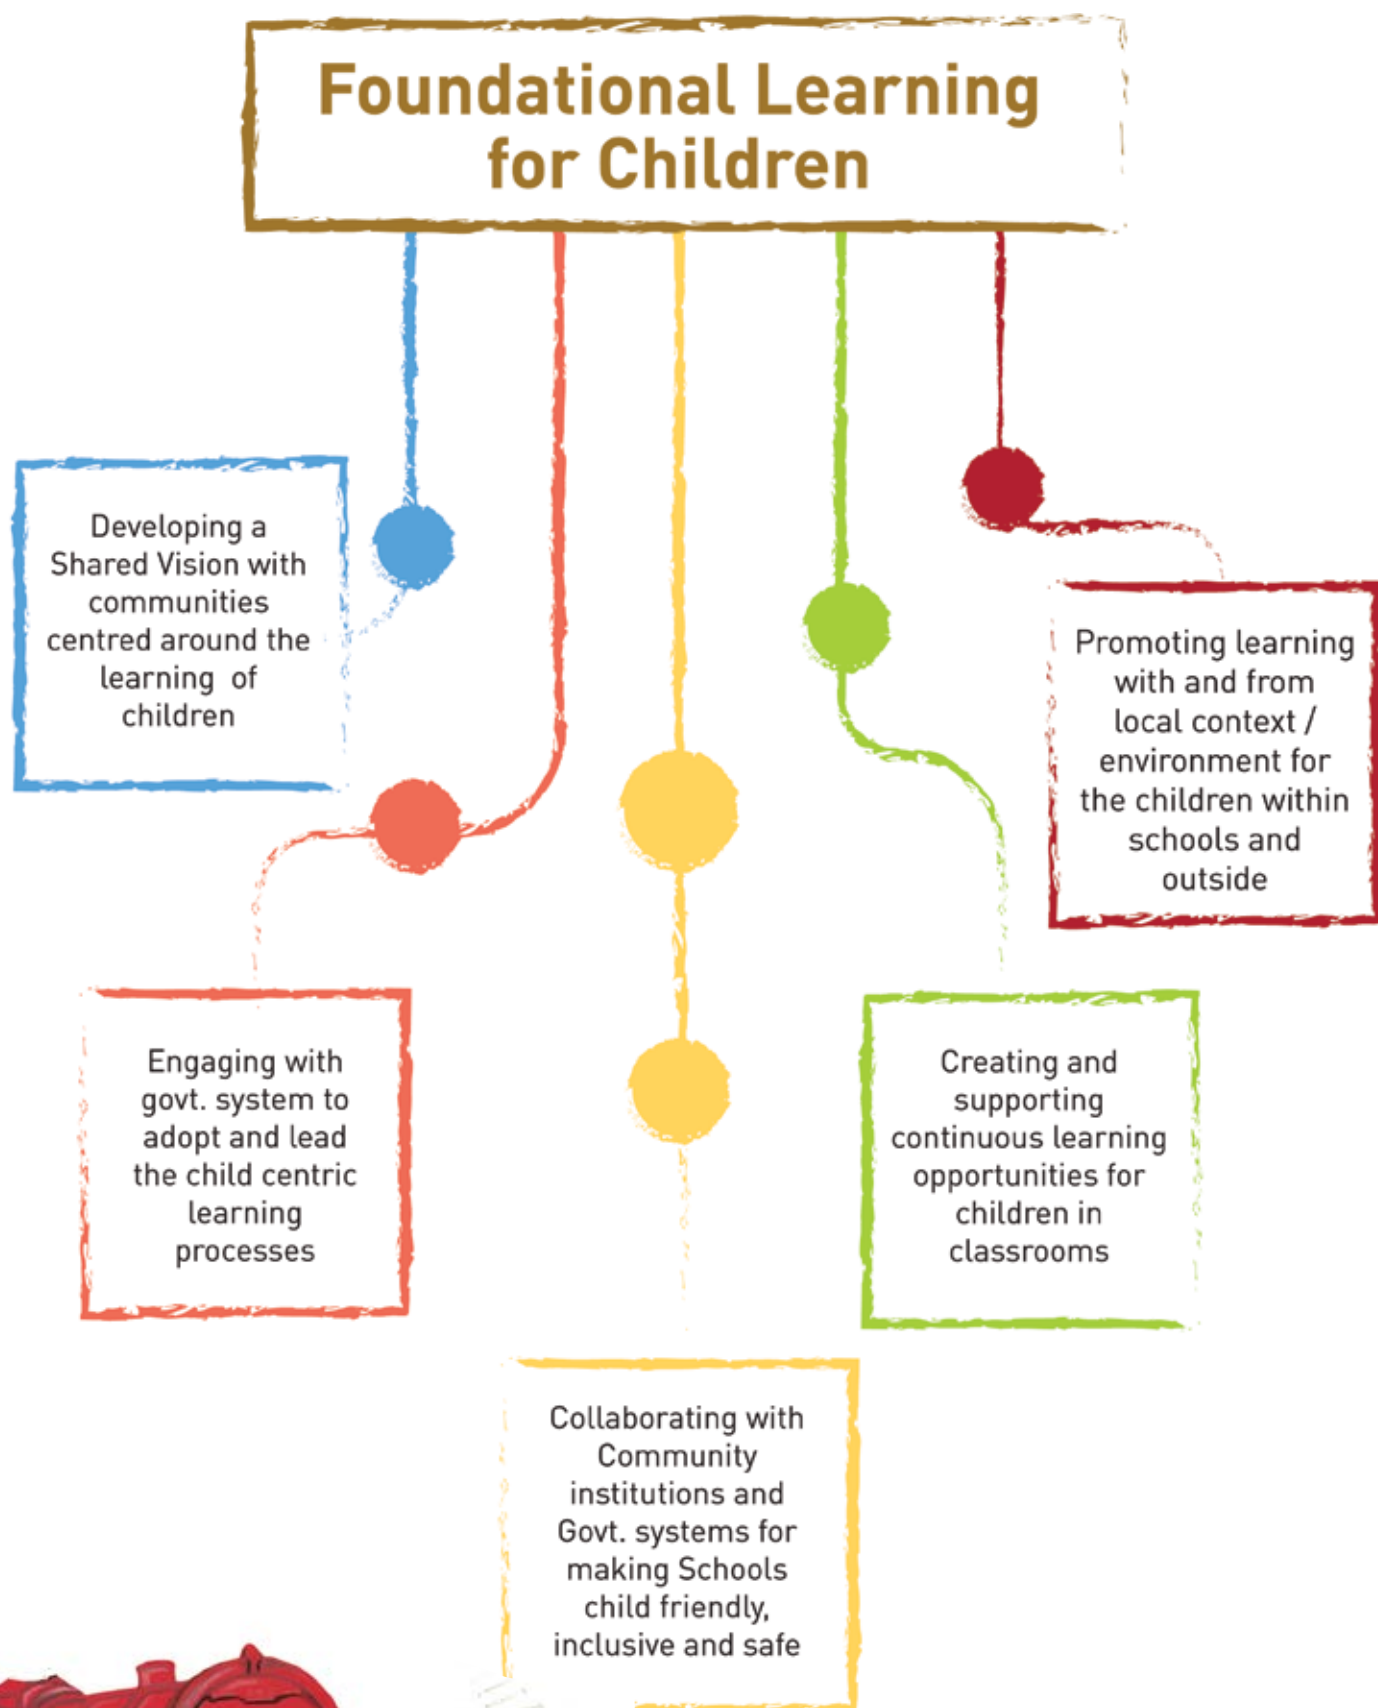 Foundational Learning
for Children
Developing a
Shared Vision with
communities
centred around the
learning of
children
Promoting learning
with and from
local context /
environment for
the children within
schools and
outside
Engaging with
govt. system to
adopt and lead
the child centric
learning
processes
Creating and
supporting
continuous learning
opportunities for
children in
classrooms
Collaborating with
Community
institutions and
Govt. systems for
making Schools
child friendly,
inclusive and safe